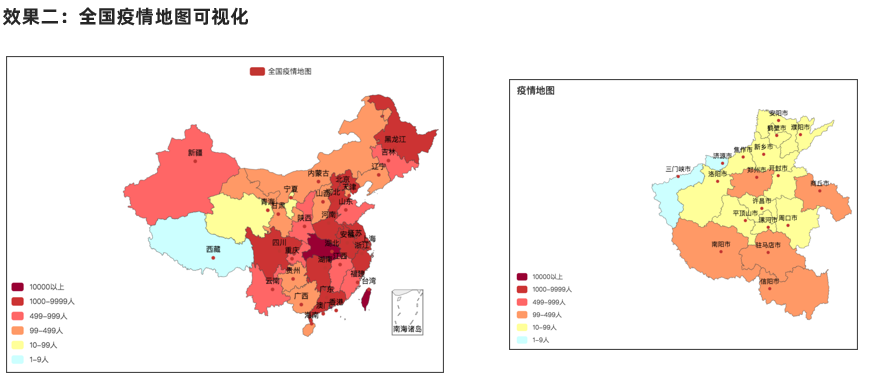 效果二：全国疫情地图可视化
全国疫情地图
黑龙江
吉林
辽宁
新疆
内蒙古
北京
天津
宁夏
山西
青海
甘肃
山东
河南
陕西
江苏
上海
安徽
湖北
浙江
西藏
四川
重庆
湖南
江西
贵州
福建
云南
台湾
广西
广东
香港
澳门
海南
南海诸岛
10000以上
1000-9999人
499-999人
99-499人
10-99人
1-9人
疫情地图
安阳市
鹤壁市
濮阳市
新乡市
焦作市
济源市
三门峡市
洛阳市
郑州市
开封市
商丘市
许昌市
平顶山市
漯河市
周口市
南阳市
驻马店市
信阳市
10000以上
1000-9999人
499-999人
99-499人
10-99人
1-9人